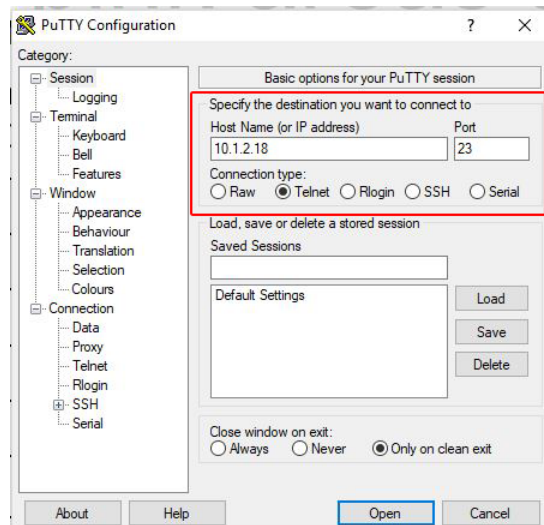 PuTTY Configuration
? X
Category:
Session
Logging
Terminal
Keyboard
Bell
Features
Window
Appearance
Behaviour
Translation
Selection
Colours
Connection
Data
Proxy
Telnet
Rlogin
SSH
Serial
Basic options for your PuTTY session
Specify the destination you want to connect to
Host Name (or IP address) Port
10.1.2.18 23
Connection type:
Raw Telnet Rlogin SSH Serial
Load, save or delete a stored session
Saved Sessions
Default Settings
Load
Save
Delete
Close window on exit:
Always Never Only on clean exit
About Help Open Cancel